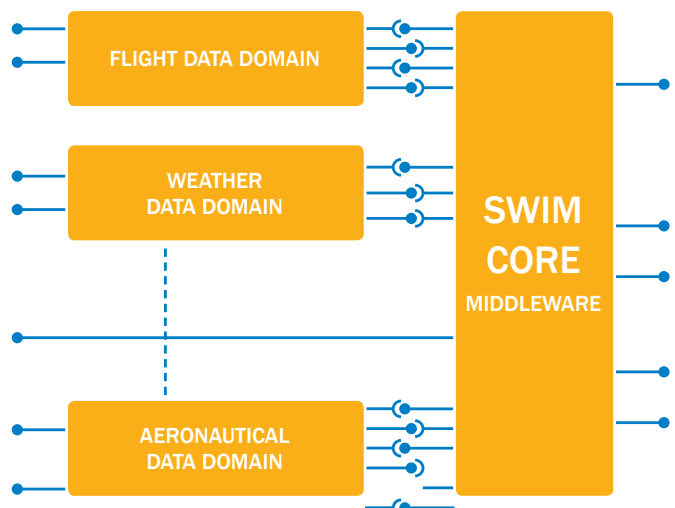 FLIGHT DATA DOMAIN
WEATHER
DATA DOMAIN
SWIM
CORE
MIDDLEWARE
AERONAUTICAL
DATA DOMAIN